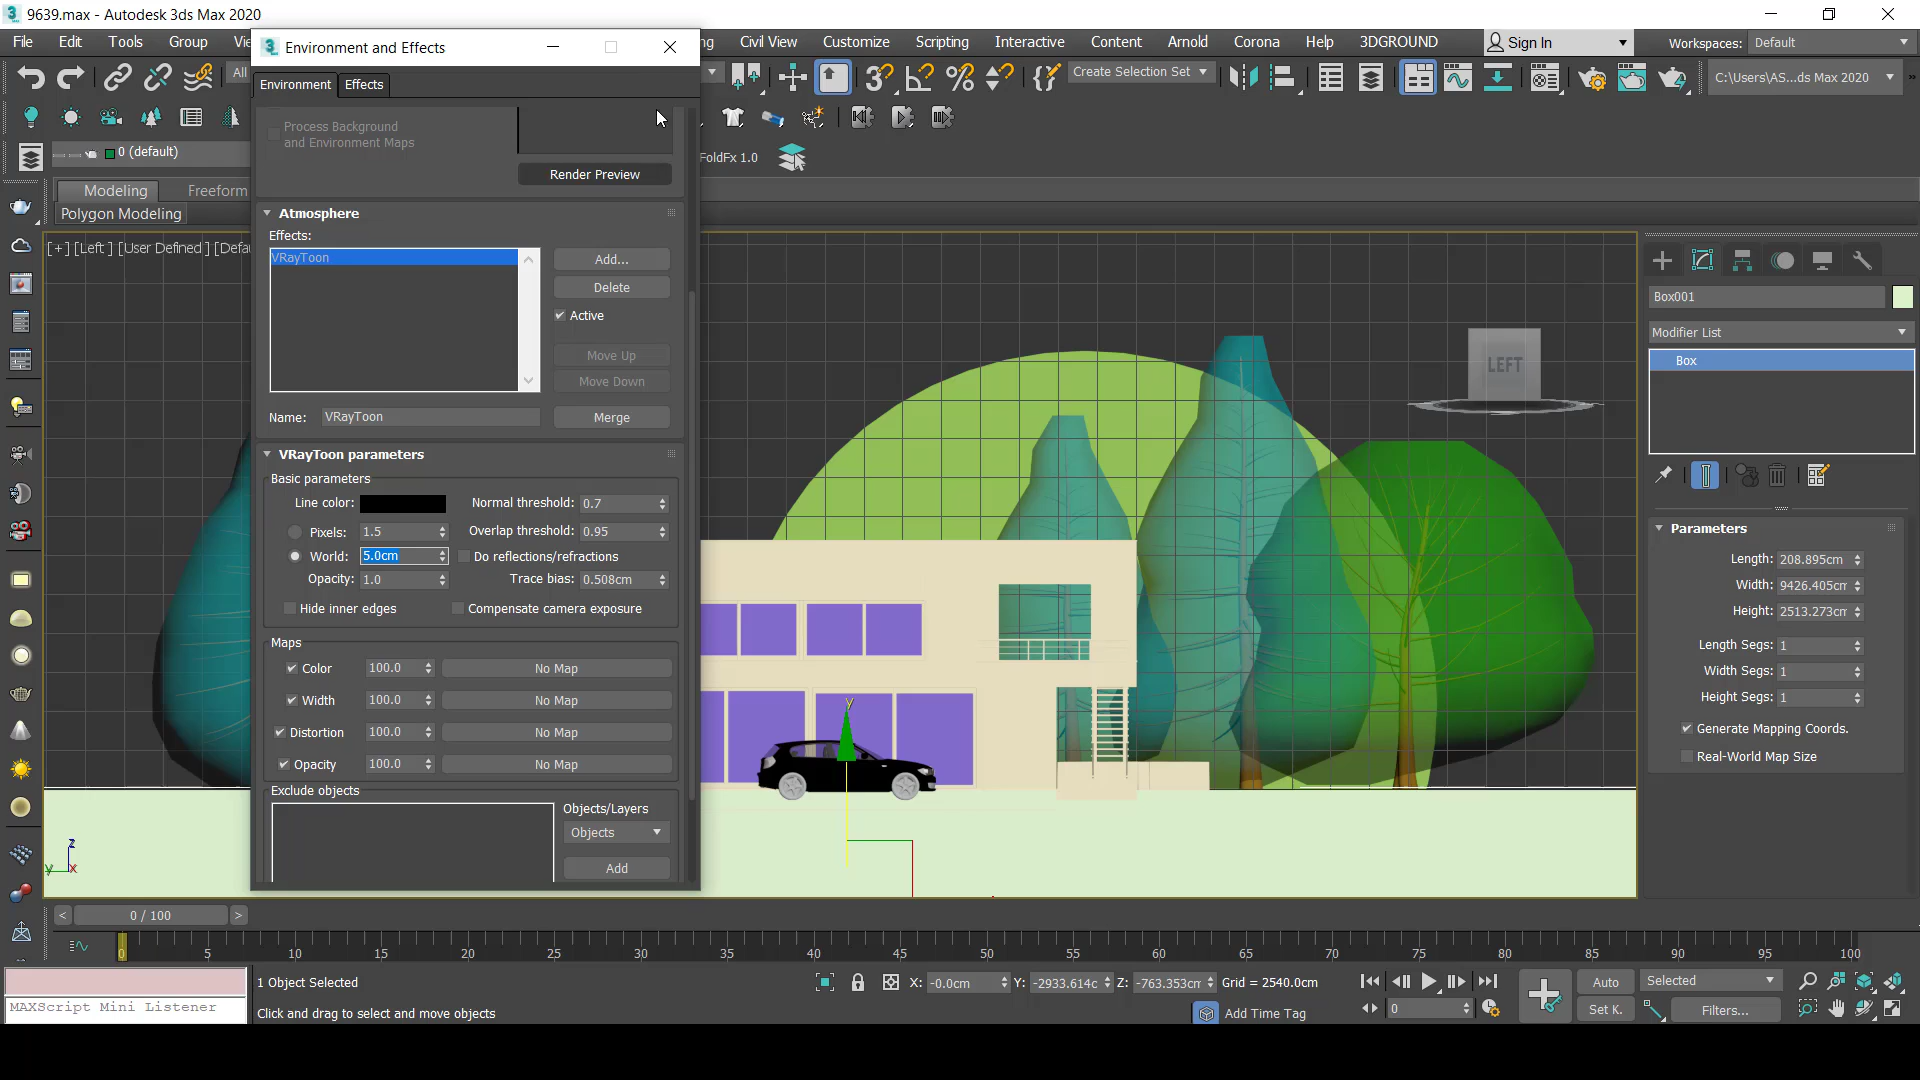 9639.max - Autodesk 3ds Max 2020
File Edit Tools Group Civil View Customize Scripting Interactive Content Arnold Corona Help 3DGROUND Sign In Workspaces: Default
Environment and Effects
All
Create Selection Set
C:\Users\AS...ds Max 2020
Environment Effects
0 (default)
FoldFx 1.0
Modeling Freeform
Polygon Modeling
Process Background
and Environment Maps
Render Preview
Atmosphere
Effects:
VRayToon
Add...
Delete
Active
Move Up
Move Down
Name: VRayToon
Merge
VRayToon parameters
Basic parameters
Line color: Normal threshold: 0.7
Pixels: 1.5 Overlap threshold: 0.95
World: 5.0cm Do reflections/refractions
Opacity: 1.0 Trace bias: 0.508cm
Hide inner edges Compensate camera exposure
Maps
Color 100.0 No Map
Width 100.0 No Map
Distortion 100.0 No Map
Opacity 100.0 No Map
Exclude objects
Objects/Layers
Objects
Add
[+] [Left ] [User Defined ]
LEFT
y
z
y x
Box001
Modifier List
Box
Parameters
Length: 208.895cm
Width: 9426.405cm
Height: 2513.273cm
Length Segs: 1
Width Segs: 1
Height Segs: 1
Generate Mapping Coords.
Real-World Map Size
< 0 / 100 >
0 5 10 15 20 25 30 35 40 45 50 55 60 65 70 75 80 85 90 95 100
MAXScript Mini Listener
1 Object Selected
Click and drag to select and move objects
X: -0.0cm Y: -2933.614c Z: -763.353cm Grid = 2540.0cm
Add Time Tag
0
Auto Selected
Set K. Filters...